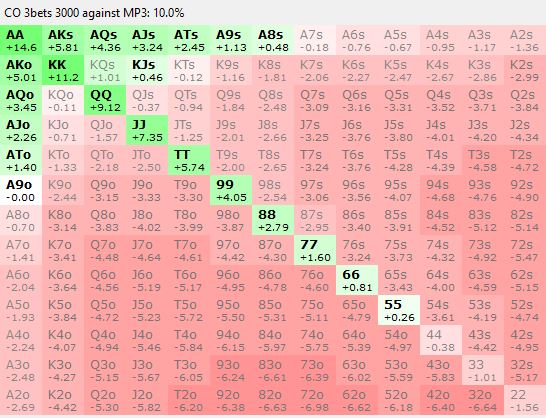 CO 3bets 3000 against MP3: 10.0%
AA AKs AQs AJs ATs A9s A8s A7s A6s A5s A4s A3s A2s
+14.6 +5.81 +4.36 +3.24 +2.45 +1.13 +0.48 -0.18 -0.76 -0.67 -0.95 -1.17 -1.36
AKo KK KQs KJs KTs K9s K8s K7s K6s K5s K4s K3s K2s
+5.01 +11.2 +1.01 +0.46 -0.12 -1.16 -1.81 -2.06 -2.27 -2.47 -2.67 -2.86 -2.99
AQo KQo QQ QJs QTs Q9s Q8s Q7s Q6s Q5s Q4s Q3s Q2s
+3.45 -0.11 +9.12 -0.37 -0.94 -1.84 -2.48 -3.09 -3.16 -3.31 -3.52 -3.71 -3.84
AJo KJo QJo JJ JTs J9s J8s J7s J6s J5s J4s J3s J2s
+2.26 -0.71 -1.57 +7.35 -1.25 -2.01 -2.66 -3.25 -3.76 -3.80 -4.01 -4.20 -4.34
ATo KTo QTo JTo TT T9s T8s T7s T6s T5s T4s T3s T2s
+1.40 -1.33 -2.18 -2.50 +5.74 -2.00 -2.65 -3.25 -3.76 -4.28 -4.39 -4.58 -4.72
A9o K9o Q9o J9o T9o 99 98s 97s 96s 95s 94s 93s 92s
-0.00 -2.44 -3.15 -3.33 -3.30 +4.05 -2.54 -3.06 -3.56 -4.07 -4.68 -4.76 -4.90
A8o K8o Q8o J8o T8o 98o 88 87s 86s 85s 84s 83s 82s
-0.70 -3.14 -3.83 -4.02 -3.99 -3.87 +2.79 -2.95 -3.40 -3.91 -4.52 -5.12 -5.14
A7o K7o Q7o J7o T7o 97o 87o 77 76s 75s 74s 73s 72s
-1.41 -3.41 -4.48 -4.64 -4.61 -4.42 -4.30 +1.60 -3.24 -3.73 -4.32 -4.92 -5.47
A6o K6o Q6o J6o T6o 96o 86o 76o 66 65s 64s 63s 62s
-2.04 -3.64 -4.56 -5.19 -5.17 -4.95 -4.78 -4.60 +0.81 -3.43 -4.00 -4.59 -5.15
A5o K5o Q5o J5o T5o 95o 85o 75o 65o 55 54s 53s 52s
-1.93 -3.84 -4.72 -5.23 -5.72 -5.50 -5.31 -5.11 -4.79 +0.26 -3.61 -4.19 -4.74
A4o K4o Q4o J4o T4o 94o 84o 74o 64o 54o 44 43s 42s
-2.24 -4.07 -4.94 -5.46 -5.84 -6.15 -5.97 -5.75 -5.39 -4.97 -0.38 -4.42 -4.95
A3o K3o Q3o J3o T3o 93o 83o 73o 63o 53o 43o 33 32s
-2.48 -4.27 -5.15 -5.67 -6.05 -6.24 -6.61 -6.39 -6.02 -5.59 -5.83 -1.01 -5.17
A2o K2o Q2o J2o T2o 92o 82o 72o 62o 52o 42o 32o 22
-2.69 -4.42 -5.30 -5.82 -6.20 -6.38 -6.63 -6.98 -6.62 -6.18 -6.40 -6.64 -1.56